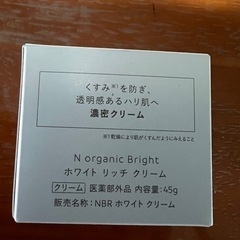 くすみ※1を防ぎ、
透明感あるハリ肌へ
濃密クリーム
※1 乾燥により肌がくすんだようにみえること
N organic Bright
ホワイト リッチ クリーム
クリーム 医薬部外品 内容量:45g
販売名:NBR ホワイト クリーム